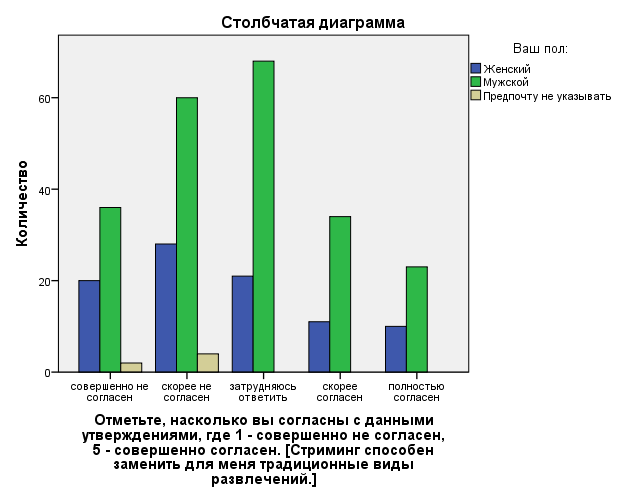 Столбчатая диаграмма
Ваш пол:
Женский
Мужской
Предпочту не указывать
Количество
60
40
20
0
совершенно не согласен
скорее не согласен
затрудняюсь ответить
скорее согласен
полностью согласен
Отметьте, насколько вы согласны с данными
утверждениями, где 1 - совершенно не согласен,
5 - совершенно согласен. [Стриминг способен
заменить для меня традиционные виды
развлечений.]